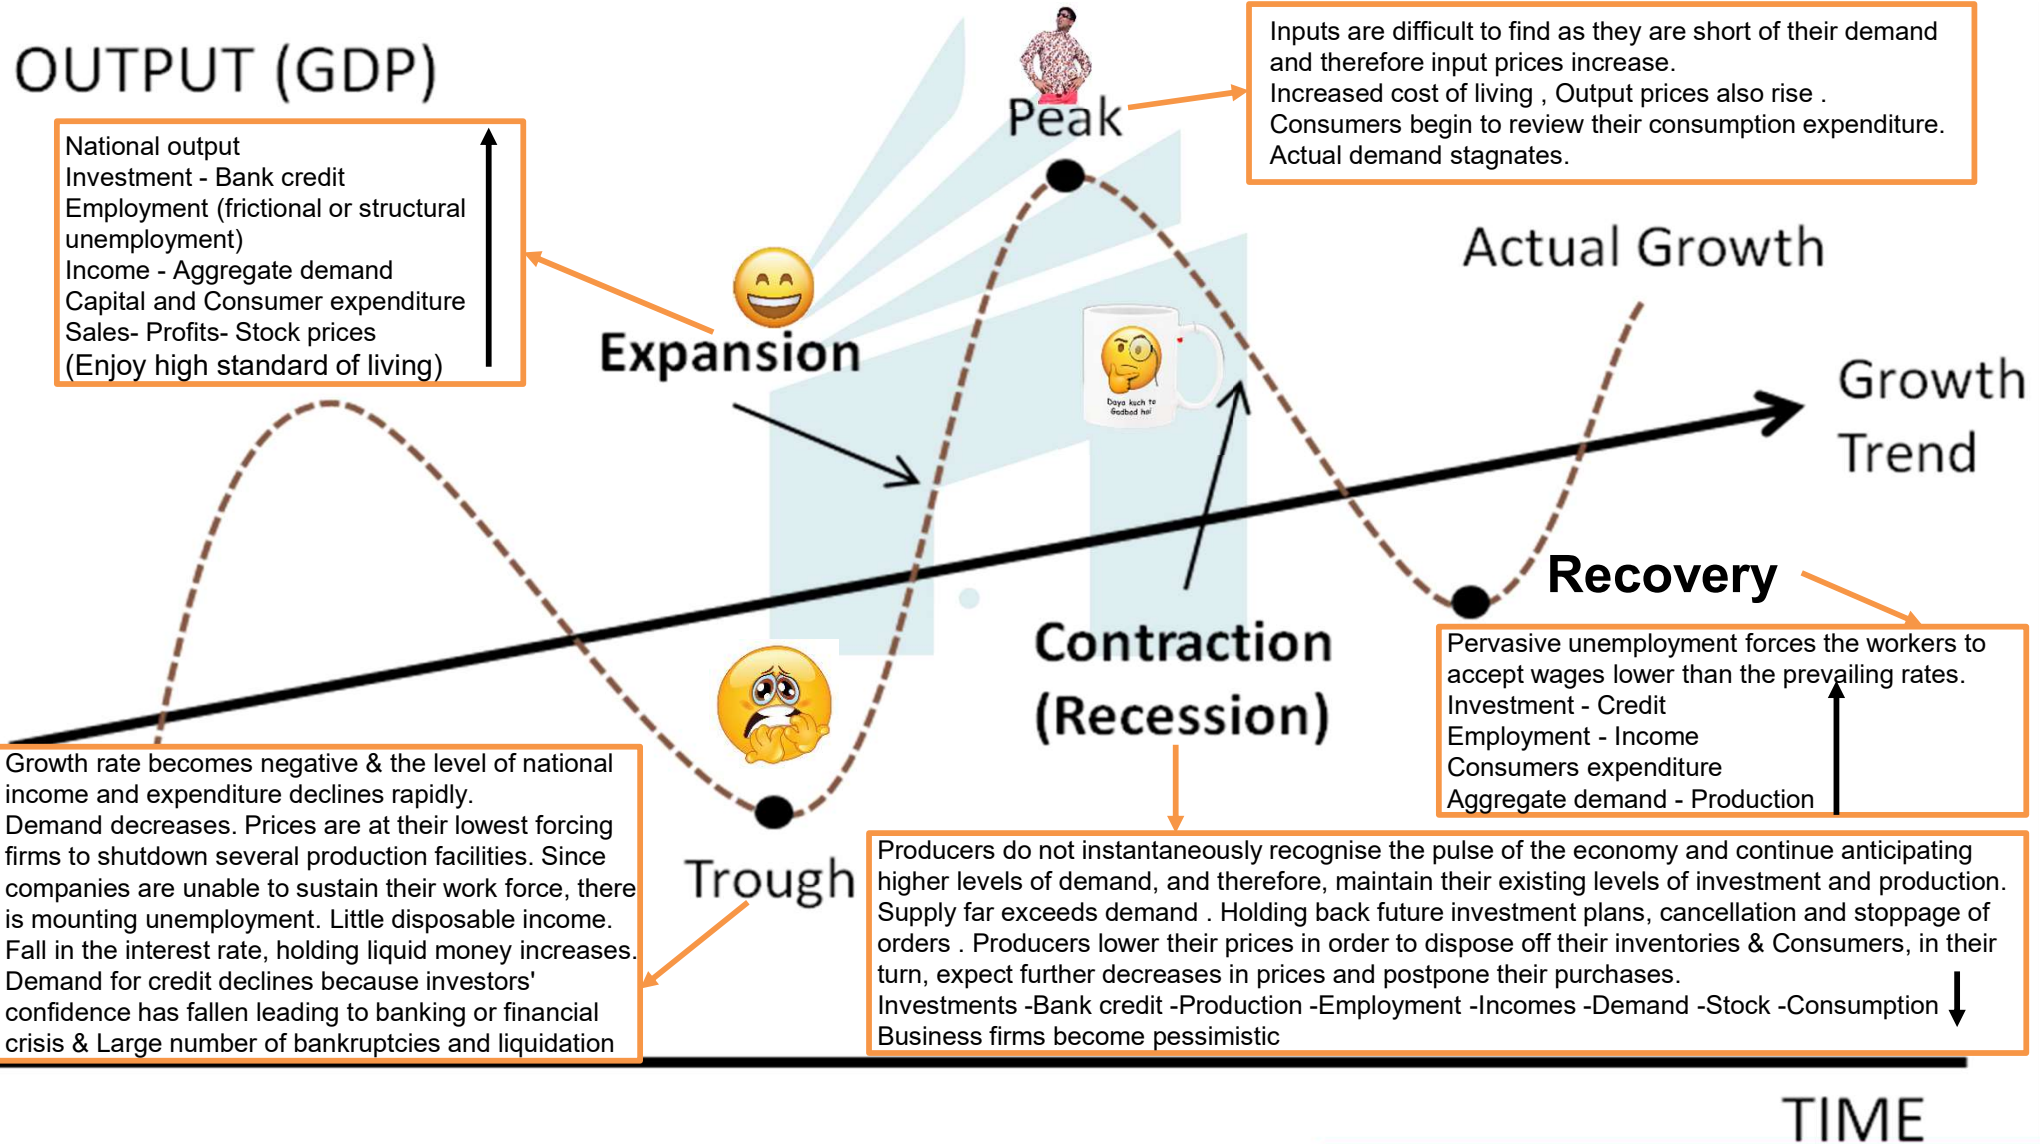 OUTPUT (GDP)
National output
Investment - Bank credit
Employment (frictional or structural
unemployment)
Income - Aggregate demand
Capital and Consumer expenditure
Sales- Profits- Stock prices
(Enjoy high standard of living)
Peak
Inputs are difficult to find as they are short of their demand
and therefore input prices increase.
Increased cost of living , Output prices also rise .
Consumers begin to review their consumption expenditure.
Actual demand stagnates.
Actual Growth
Expansion
Daya kuch to
Gadbad hai
Growth
Trend
Recovery
Pervasive unemployment forces the workers to
accept wages lower than the prevailing rates.
Investment - Credit
Employment - Income
Consumers expenditure
Aggregate demand - Production
Contraction
(Recession)
Growth rate becomes negative & the level of national
income and expenditure declines rapidly.
Demand decreases. Prices are at their lowest forcing
firms to shutdown several production facilities. Since
companies are unable to sustain their work force, there
is mounting unemployment. Little disposable income.
Fall in the interest rate, holding liquid money increases.
Demand for credit declines because investors'
confidence has fallen leading to banking or financial
crisis & Large number of bankruptcies and liquidation
Trough
Producers do not instantaneously recognise the pulse of the economy and continue anticipating
higher levels of demand, and therefore, maintain their existing levels of investment and production.
Supply far exceeds demand . Holding back future investment plans, cancellation and stoppage of
orders . Producers lower their prices in order to dispose off their inventories & Consumers, in their
turn, expect further decreases in prices and postpone their purchases.
Investments -Bank credit -Production -Employment -Incomes -Demand -Stock -Consumption
Business firms become pessimistic
TIME